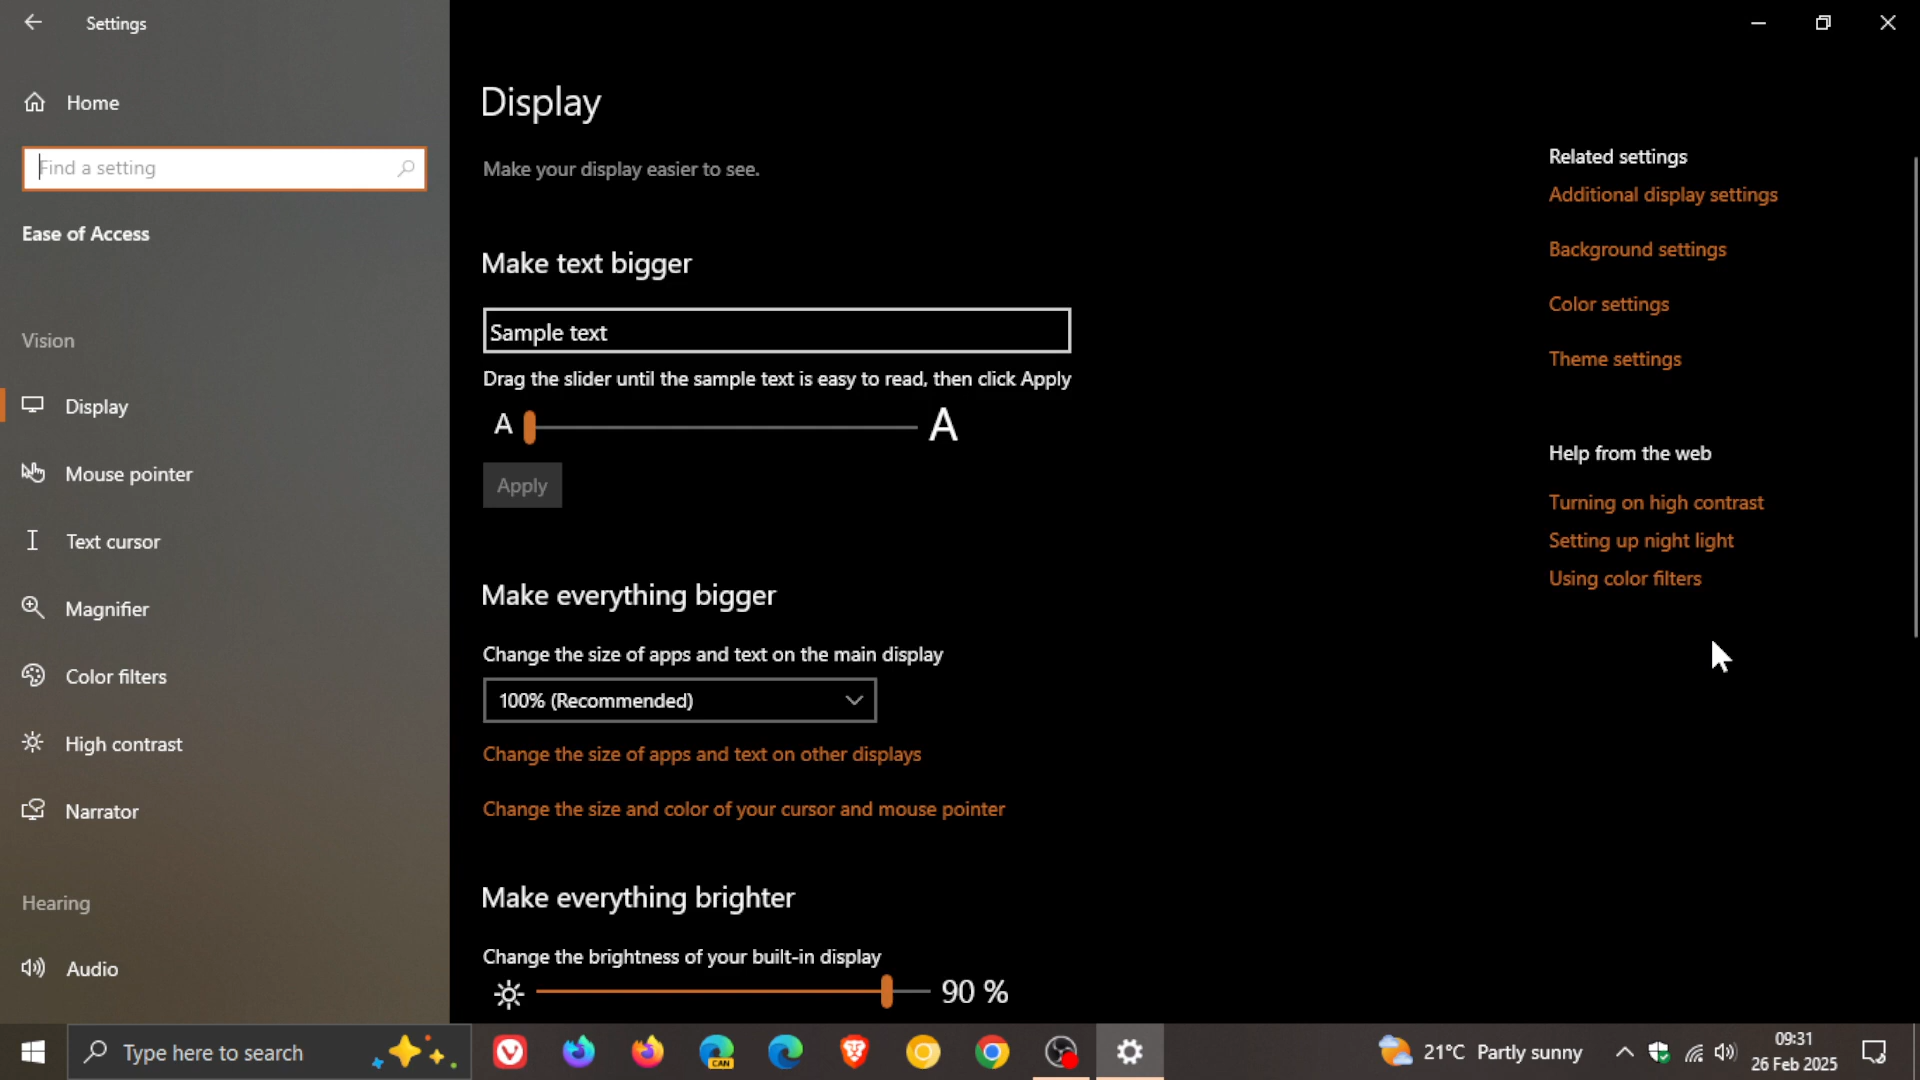 Settings
Home
Find a setting
Ease of Access
Vision
Display
Mouse pointer
Text cursor
Magnifier
Color filters
High contrast
Narrator
Hearing
Audio
Display
Make your display easier to see.
Make text bigger
Sample text
Drag the slider until the sample text is easy to read, then click Apply
A A
Apply
Make everything bigger
Change the size of apps and text on the main display
100% (Recommended)
Change the size of apps and text on other displays
Change the size and color of your cursor and mouse pointer
Make everything brighter
Change the brightness of your built-in display
90 %
Related settings
Additional display settings
Background settings
Color settings
Theme settings
Help from the web
Turning on high contrast
Setting up night light
Using color filters
Type here to search
CAN
21°C Partly sunny
09:31
26 Feb 2025